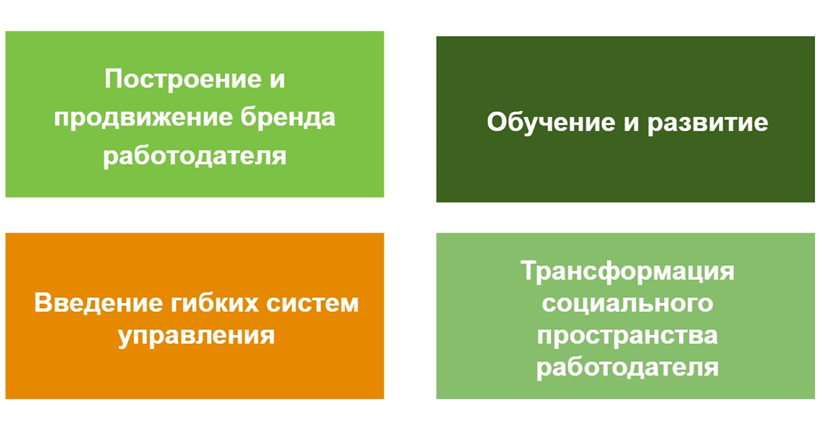 Построение и
продвижение бренда
работодателя
Обучение и развитие
Введение гибких систем
управления
Трансформация
социального
пространства
работодателя